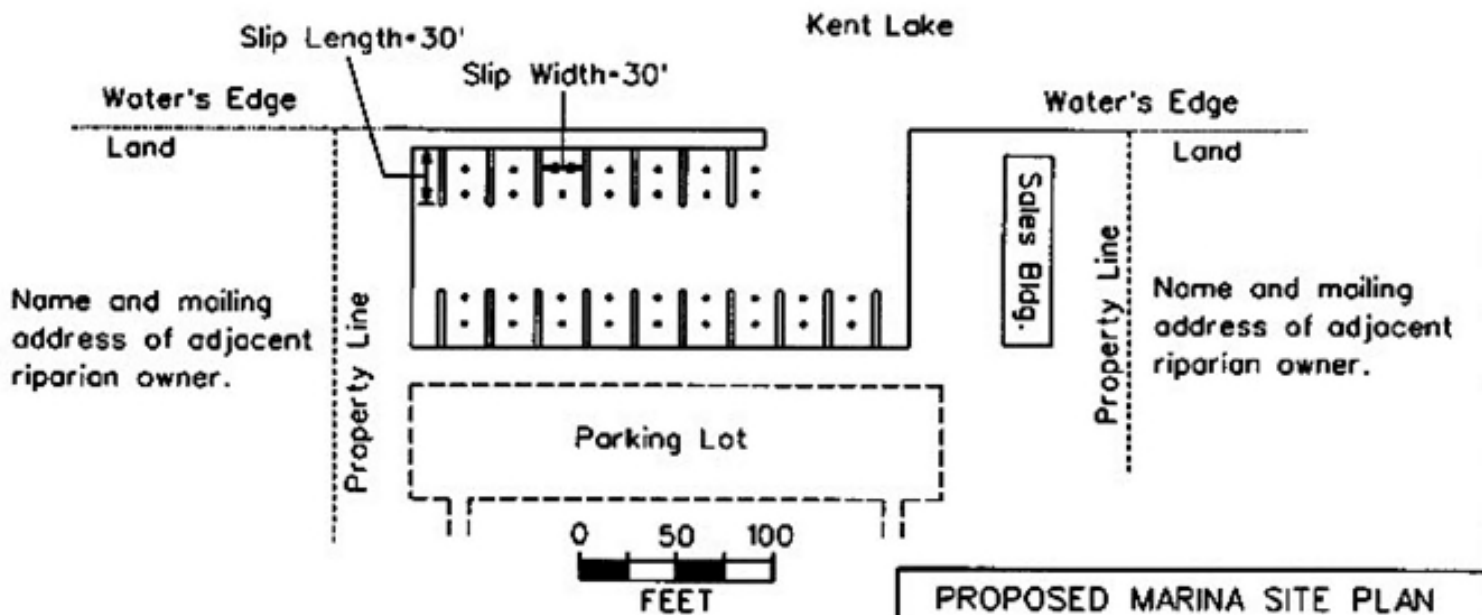 Kent Lake
Slip Length=30'
Slip Width=30'
Water's Edge
Land
Water's Edge
Land
Sales Bldg.
Property Line
Property Line
Name and mailing
address of adjacent
riparian owner.
Name and mailing
address of adjacent
riparian owner.
Parking Lot
0 50 100
FEET
PROPOSED MARINA SITE PLAN